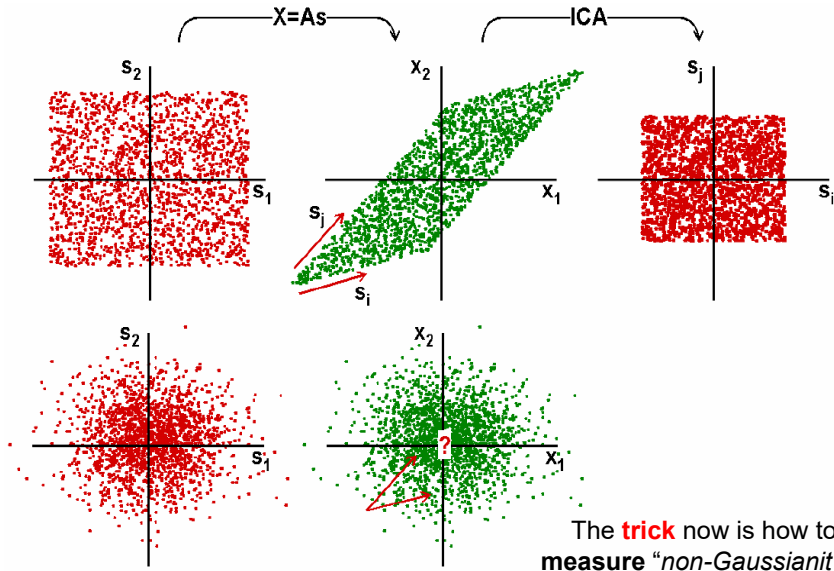 X=As
ICA
s2
s1
x2
x1
sj
si
sj
si
s2
s1
x2
?
x1
The trick now is how to
measure “non-Gaussianit